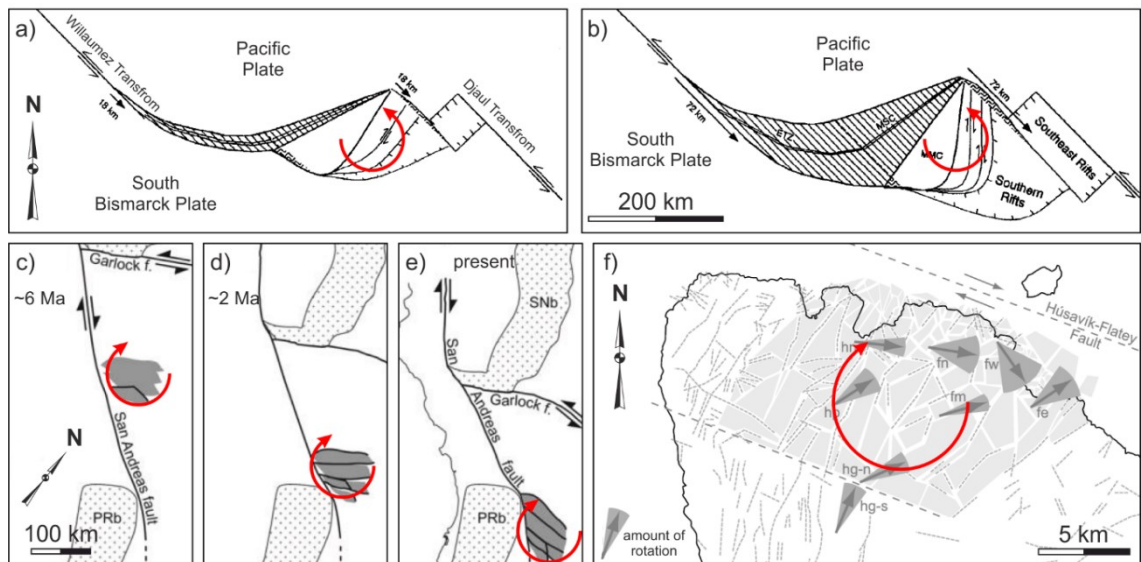 a)
Willaumez Transfrom
Pacific
Plate
18 km
18 km
Djaul Transfrom
N
South
Bismarck Plate
b)
Pacific
Plate
72 km
72 km
ETZ
MSC
MMC
South
Bismarck Plate
Southeast Rifts
Southern
Rifts
200 km
c)
Garlock f.
~6 Ma
San Andreas fault
N
PRb
100 km
d)
~2 Ma
e)
present
SNb
San
Andreas
fault
Garlock f.
PRb
f)
N
Húsavík-Flatey
Fault
hn
fn
fw
hp
fm
fe
hg-n
hg-s
amount of
rotation
5 km